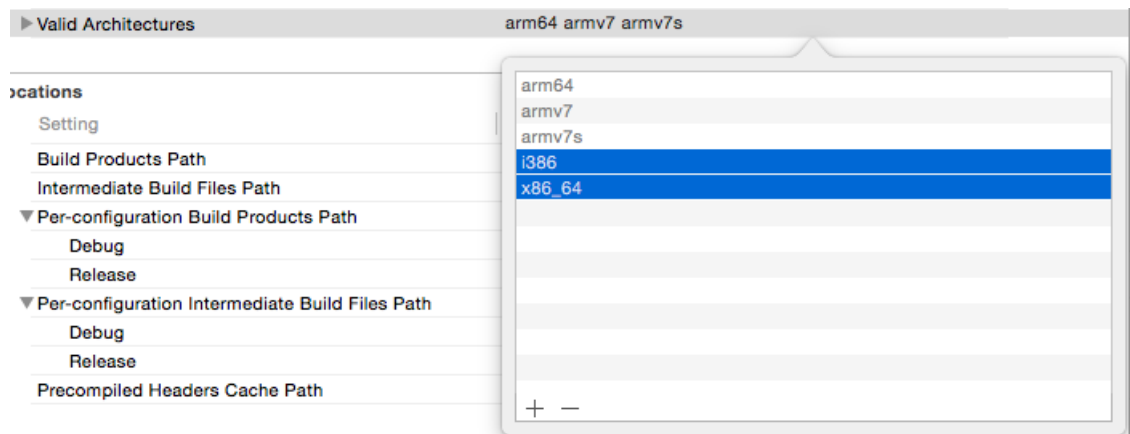 Valid Architectures arm64 armv7 armv7s
ocations
Setting
Build Products Path
Intermediate Build Files Path
Per-configuration Build Products Path
Debug
Release
Per-configuration Intermediate Build Files Path
Debug
Release
Precompiled Headers Cache Path
arm64
armv7
armv7s
i386
x86_64
+ −